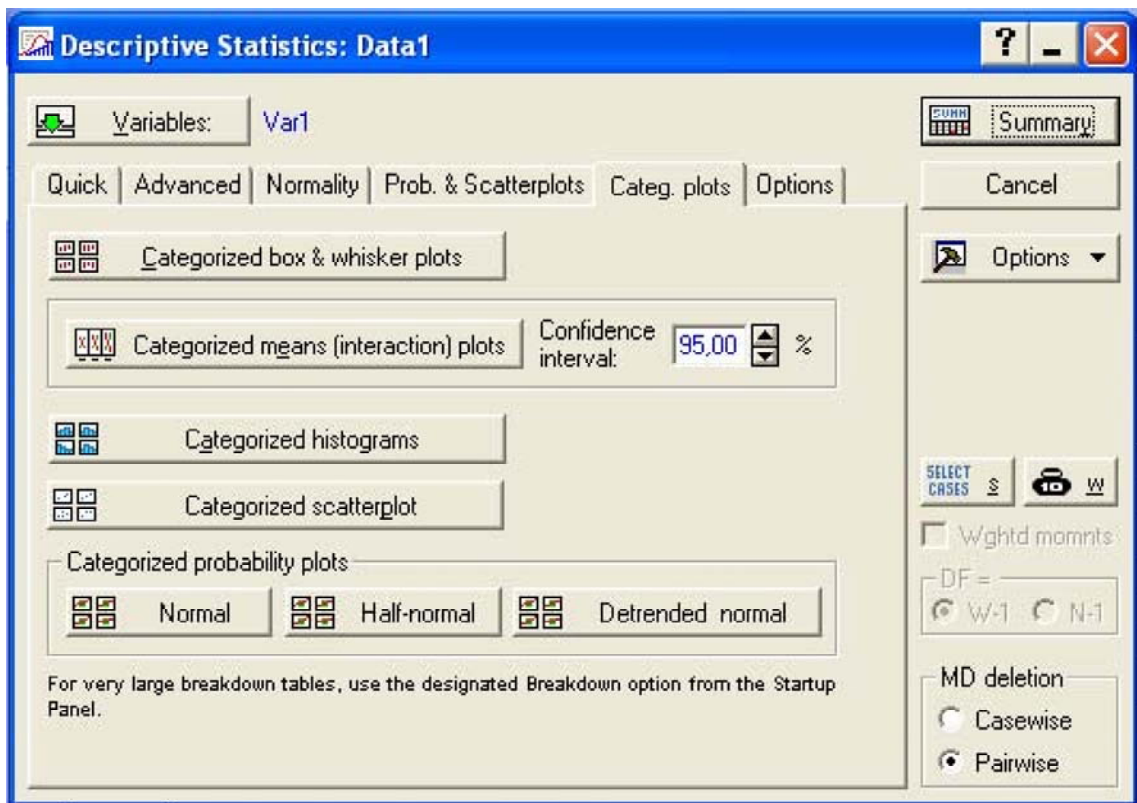 Descriptive Statistics: Data1
?
Variables: Var1
SUMM
Summary
Quick Advanced Normality Prob. & Scatterplots Categ. plots Options
Cancel
Categorized box & whisker plots
Options
Categorized means (interaction) plots
Confidence
interval:
95,00 %
Categorized histograms
SELECT
CASES S
W
Categorized scatterplot
Wghtd momnts
Categorized probability plots
DF =
W-1 N-1
Normal Half-normal Detrended normal
For very large breakdown tables, use the designated Breakdown option from the Startup
Panel.
MD deletion
Casewise
Pairwise